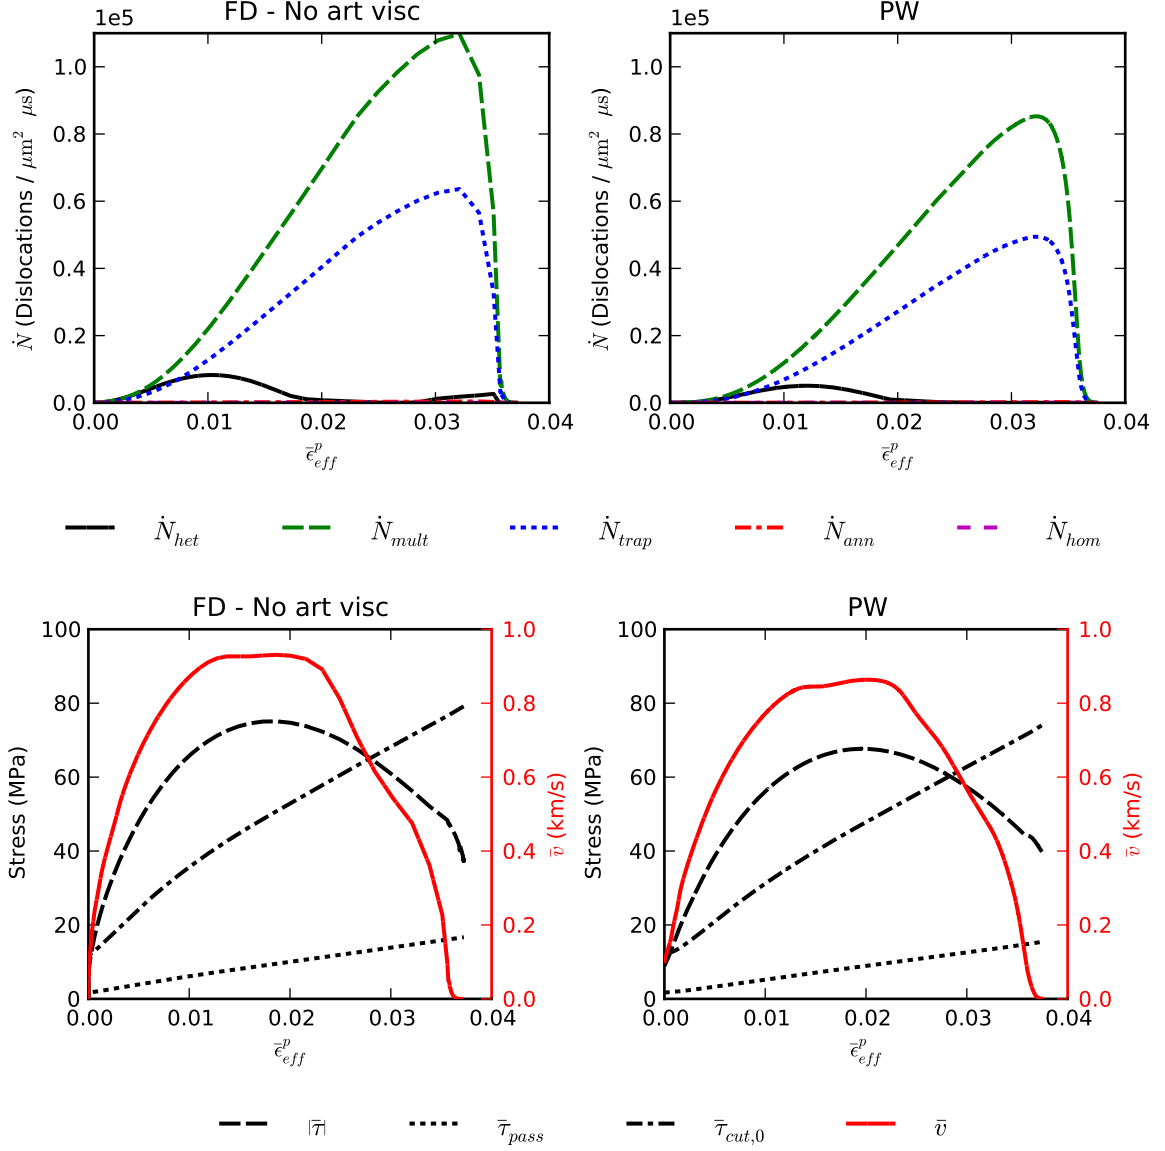 FD - No art visc
PW
1e5
1e5
1.0
0.8
0.6
0.4
0.2
0.0
Ṅ (Dislocations / μm² μs)
0.00 0.01 0.02 0.03 0.04
ε̄ᵖ_eff
1.0
0.8
0.6
0.4
0.2
0.0
Ṅ (Dislocations / μm² μs)
0.00 0.01 0.02 0.03 0.04
ε̄ᵖ_eff
Ṅ_het Ṅ_mult Ṅ_trap Ṅ_ann Ṅ_hom
FD - No art visc
PW
100
80
60
40
20
0
Stress (MPa)
1.0
0.8
0.6
0.4
0.2
0.0
v̄ (km/s)
0.00 0.01 0.02 0.03 0.04
ε̄ᵖ_eff
100
80
60
40
20
0
Stress (MPa)
1.0
0.8
0.6
0.4
0.2
0.0
v̄ (km/s)
0.00 0.01 0.02 0.03 0.04
ε̄ᵖ_eff
|τ̄| τ̄_pass τ̄_cut,0 v̄